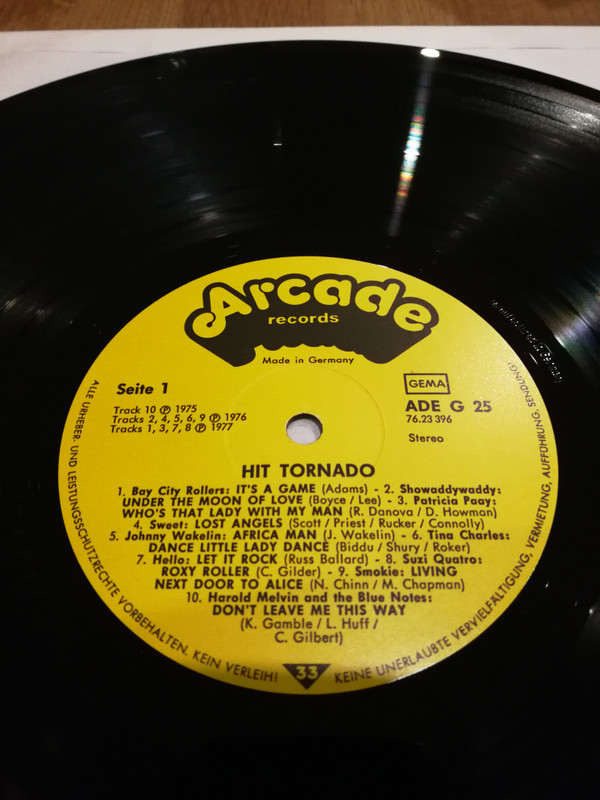 Arcade
records
Made in Germany
Seite 1
GEMA
Track 10 Ⓟ 1975
Tracks 2, 4, 5, 6, 9 Ⓟ 1976
Tracks 1, 3, 7, 8 Ⓟ 1977
ADE G 25
76.23 396
Stereo
HIT TORNADO
1. Bay City Rollers: IT'S A GAME (Adams) - 2. Showaddywaddy:
UNDER THE MOON OF LOVE (Boyce / Lee) - 3. Patricia Paay:
WHO'S THAT LADY WITH MY MAN (R. Danova / D. Howman)
4. Sweet: LOST ANGELS (Scott / Priest / Rucker / Connolly)
5. Johnny Wakelin: AFRICA MAN (J. Wakelin) - 6. Tina Charles:
DANCE LITTLE LADY DANCE (Biddu / Shury / Roker)
7. Hello: LET IT ROCK (Russ Ballard) - 8. Suzi Quatro:
ROXY ROLLER (C. Gilder) - 9. Smokie: LIVING
NEXT DOOR TO ALICE (N. Chinn / M. Chapman)
10. Harold Melvin and the Blue Notes:
DON'T LEAVE ME THIS WAY
(K. Gamble / L. Huff /
C. Gilbert)
33
ALLE URHEBER- UND LEISTUNGSSCHUTZRECHTE VORBEHALTEN. KEIN VERLEIH! KEINE UNERLAUBTE VERVIELFÄLTIGUNG, VERMIETUNG, AUFFÜHRUNG, SENDUNG!